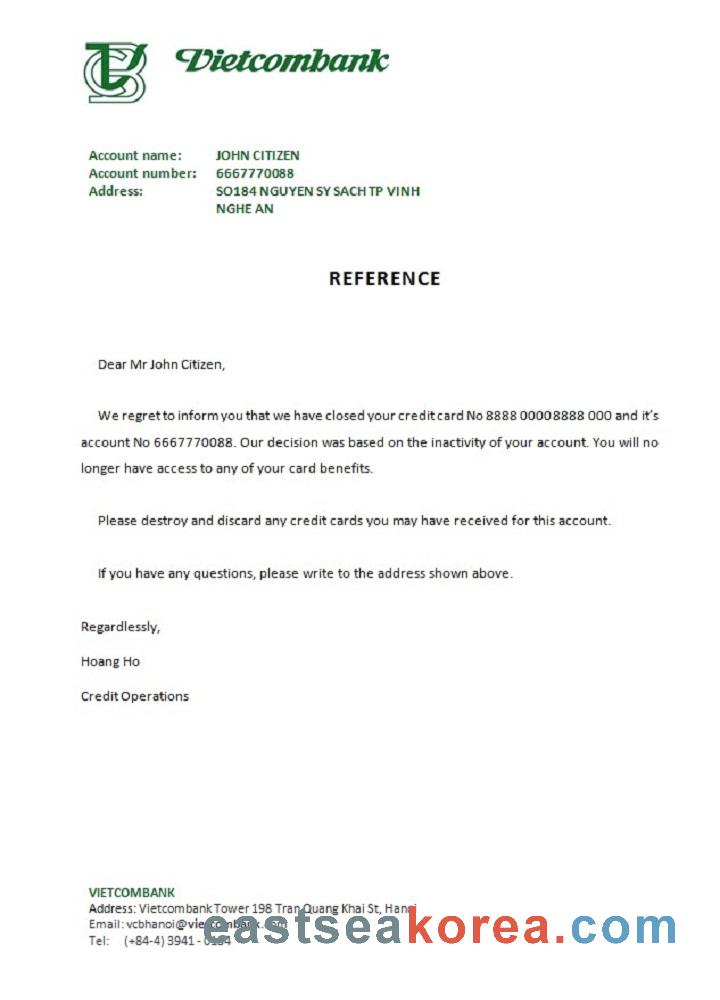 Vietcombank
Account name: JOHN CITIZEN
Account number: 6667770088
Address: SO184 NGUYEN SY SACH TP VINH
NGHE AN
REFERENCE
Dear Mr John Citizen,
We regret to inform you that we have closed your credit card No 8888 00008888 000 and it's
account No 6667770088. Our decision was based on the inactivity of your account. You will no
longer have access to any of your card benefits.
Please destroy and discard any credit cards you may have received for this account.
If you have any questions, please write to the address shown above.
Regardlessly,
Hoang Ho
Credit Operations
VIETCOMBANK
Address: Vietcombank Tower 198 Tran Quang Khai St, Hanoi
Email: vcbhanoi@vietcombank.com
Tel: (+84-4) 3941 -
eastseakorea.com